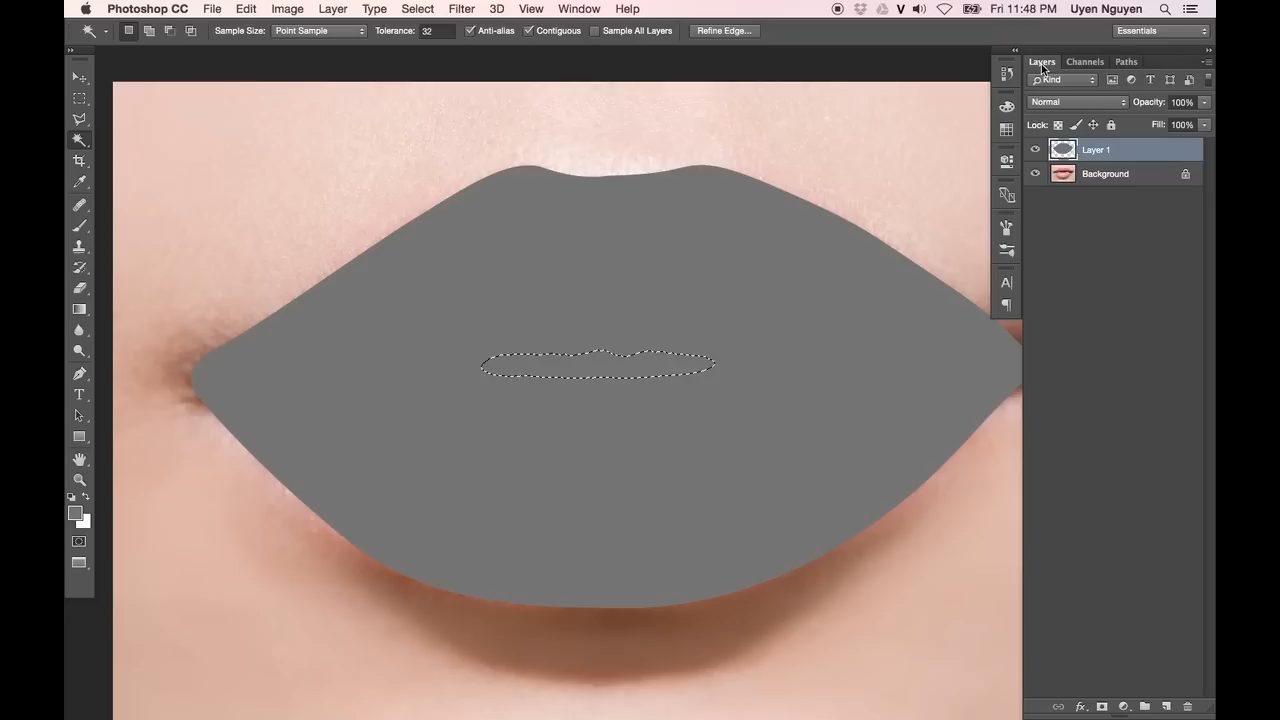 Photoshop CC File Edit Image Layer Type Select Filter 3D View Window Help V Fri 11:48 PM Uyen Nguyen
Sample Size: Point Sample Tolerance: 32 Anti-alias Contiguous Sample All Layers Refine Edge... Essentials
Layers Channels Paths
Kind
Normal Opacity: 100%
Lock: Fill: 100%
Layer 1
Background